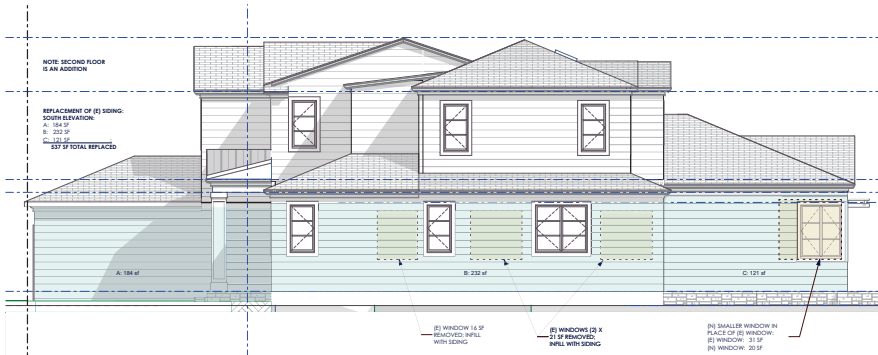 NOTE: SECOND FLOOR
IS AN ADDITION
REPLACEMENT OF (E) SIDING:
SOUTH ELEVATION:
A: 184 SF
B: 232 SF
C: 121 SF
537 SF TOTAL REPLACED
A: 184 sf
B: 232 sf
C: 121 sf
(E) WINDOW 16 SF
REMOVED; INFILL
WITH SIDING
(E) WINDOWS (2) X
21 SF REMOVED;
INFILL WITH SIDING
(N) SMALLER WINDOW IN
PLACE OF (E) WINDOW:
(E) WINDOW: 31 SF
(N) WINDOW: 20 SF